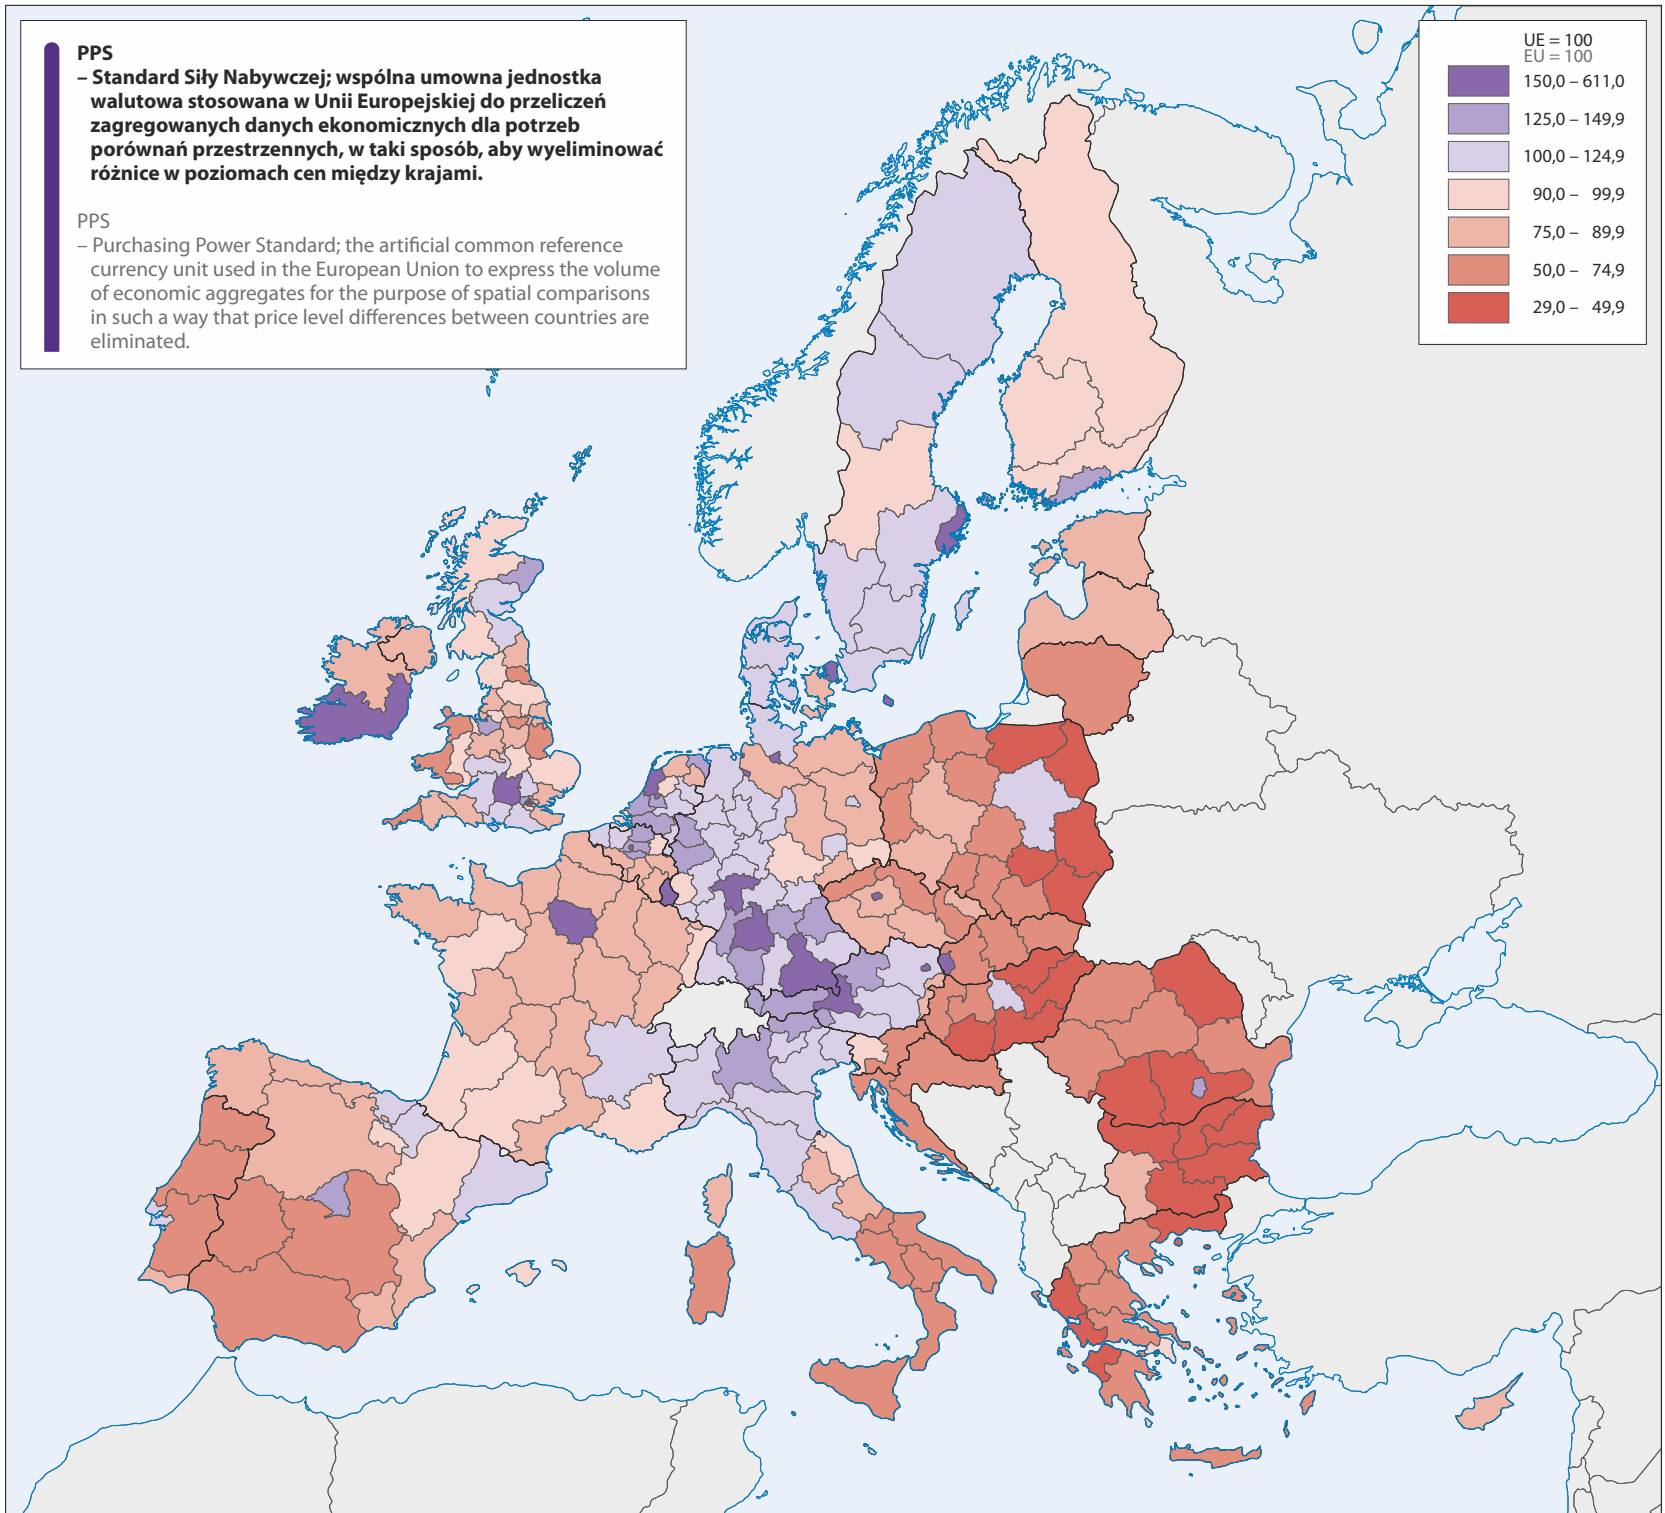 PPS
– Standard Siły Nabywczej; wspólna umowna jednostka
walutowa stosowana w Unii Europejskiej do przeliczeń
zagregowanych danych ekonomicznych dla potrzeb
porównań przestrzennych, w taki sposób, aby wyeliminować
różnice w poziomach cen między krajami.
PPS
– Purchasing Power Standard; the artificial common reference
currency unit used in the European Union to express the volume
of economic aggregates for the purpose of spatial comparisons
in such a way that price level differences between countries are
eliminated.
UE = 100
EU = 100
150,0 – 611,0
125,0 – 149,9
100,0 – 124,9
90,0 – 99,9
75,0 – 89,9
50,0 – 74,9
29,0 – 49,9